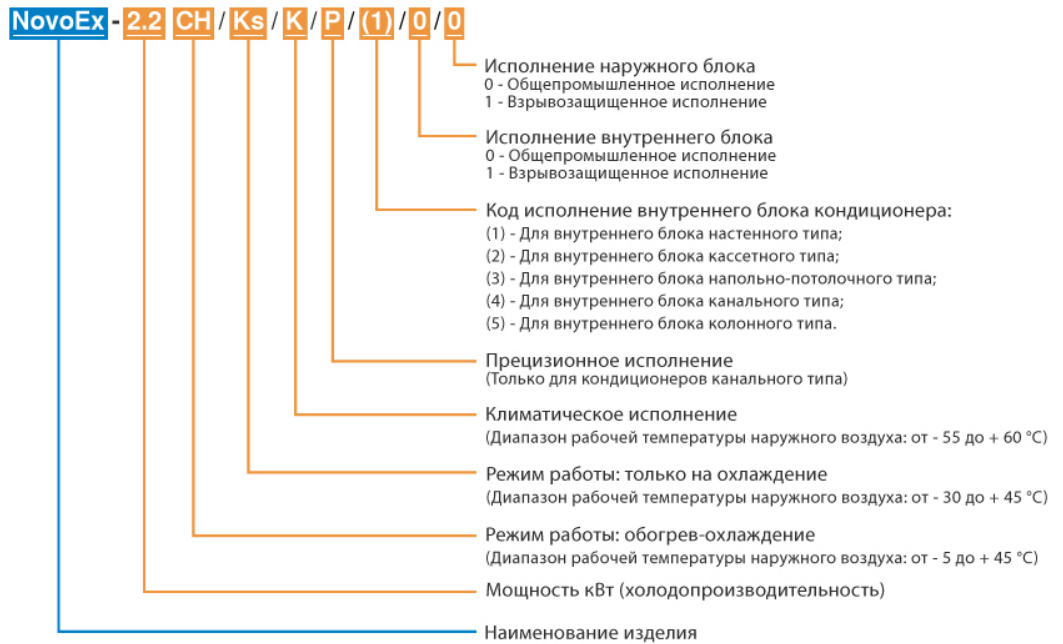 NovoEx - 2.2 CH / Ks / K / P / (1) / 0 / 0
Исполнение наружного блока
0 - Общепромышленное исполнение
1 - Взрывозащищенное исполнение
Исполнение внутреннего блока
0 - Общепромышленное исполнение
1 - Взрывозащищенное исполнение
Код исполнение внутреннего блока кондиционера:
(1) - Для внутреннего блока настенного типа;
(2) - Для внутреннего блока кассетного типа;
(3) - Для внутреннего блока напольно-потолочного типа;
(4) - Для внутреннего блока канального типа;
(5) - Для внутреннего блока колонного типа.
Прецизионное исполнение
(Только для кондиционеров канального типа)
Климатическое исполнение
(Диапазон рабочей температуры наружного воздуха: от - 55 до + 60 °C)
Режим работы: только на охлаждение
(Диапазон рабочей температуры наружного воздуха: от - 30 до + 45 °C)
Режим работы: обогрев-охлаждение
(Диапазон рабочей температуры наружного воздуха: от - 5 до + 45 °C)
Мощность кВт (холодопроизводительность)
Наименование изделия